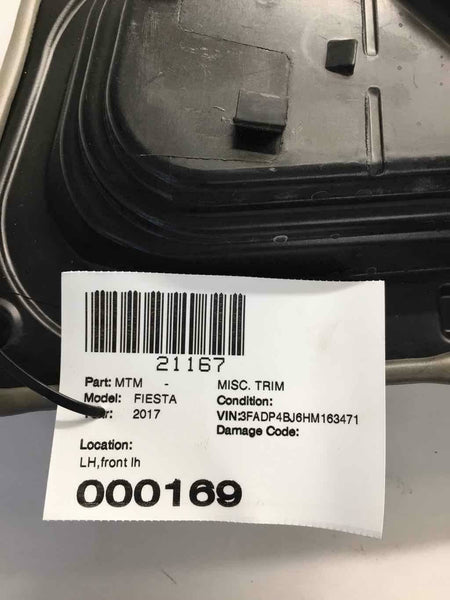 21167
Part: MTM - MISC. TRIM
Model: FIESTA Condition:
2017 VIN:3FADP4BJ6HM163471
Damage Code:
Location:
LH,front lh
000169